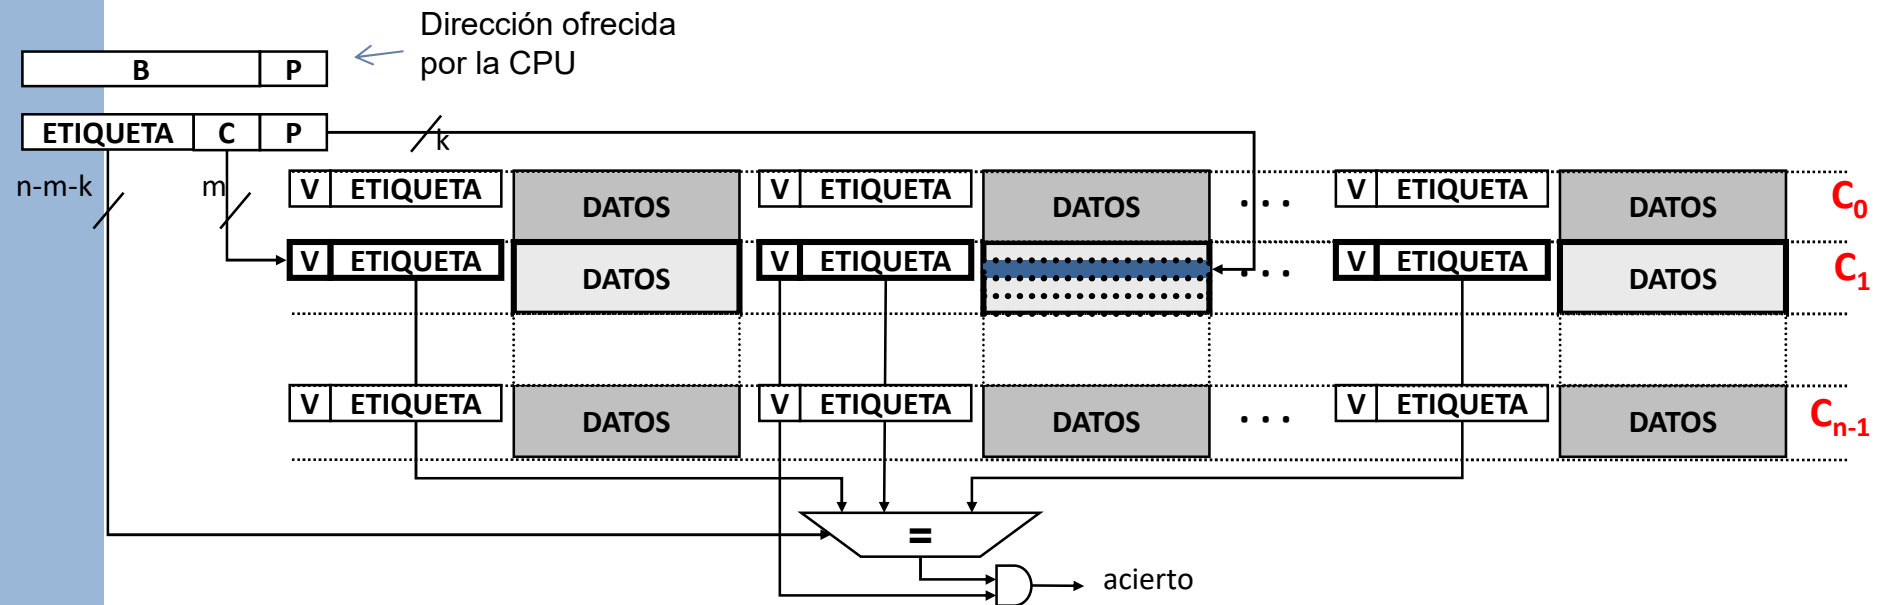 Dirección ofrecida
por la CPU
B P
ETIQUETA C P
k
n-m-k m
V ETIQUETA DATOS V ETIQUETA DATOS ... V ETIQUETA DATOS C0
V ETIQUETA DATOS V ETIQUETA ... V ETIQUETA DATOS C1
V ETIQUETA DATOS V ETIQUETA DATOS ... V ETIQUETA DATOS Cn-1
=
acierto